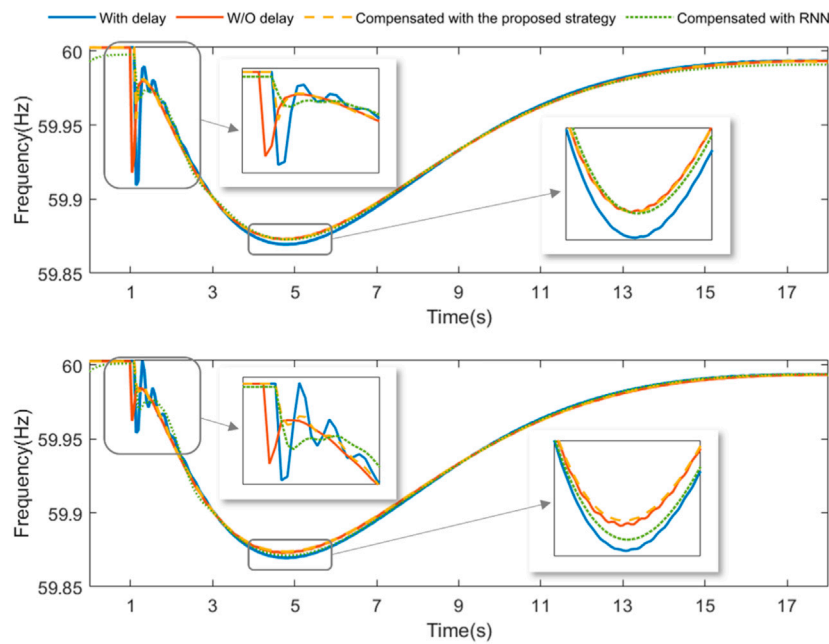 With delay W/O delay Compensated with the proposed strategy Compensated with RNN
60
59.95
59.9
59.85
Frequency(Hz)
1 3 5 7 9 11 13 15 17
Time(s)
60
59.95
59.9
59.85
Frequency(Hz)
1 3 5 7 9 11 13 15 17
Time(s)